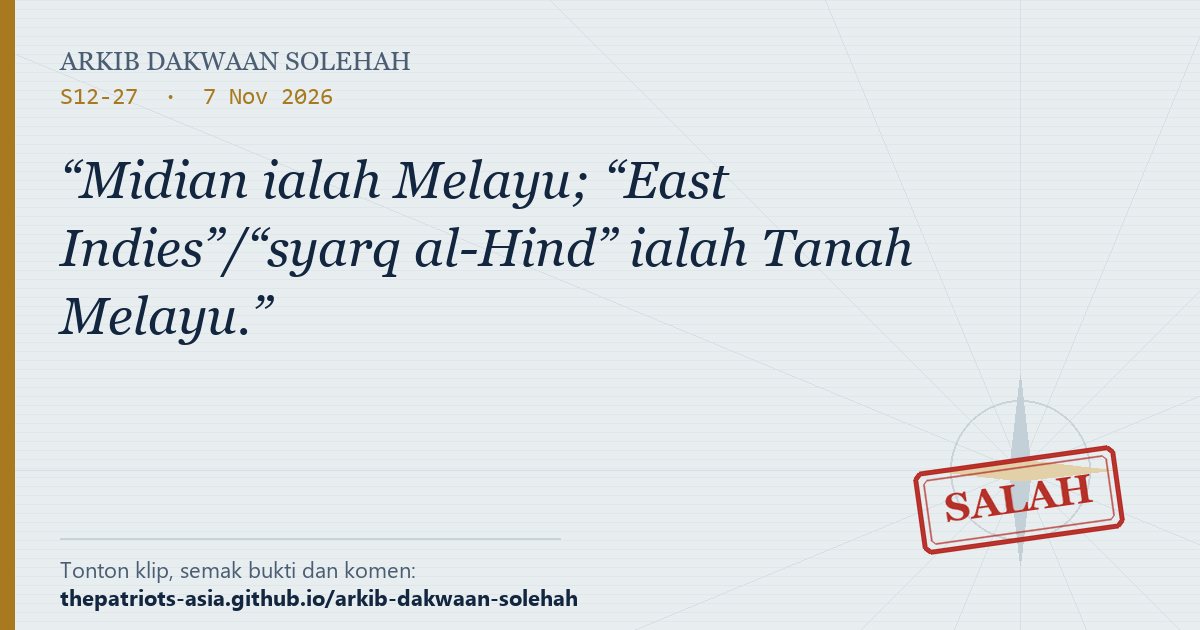 ARKIB DAKWAAN SOLEHAH
S12-27 · 7 Nov 2026
“Midian ialah Melayu; “East
Indies”/“syarq al-Hind” ialah Tanah
Melayu.”
SALAH
Tonton klip, semak bukti dan komen:
thepatriots-asia.github.io/arkib-dakwaan-solehah